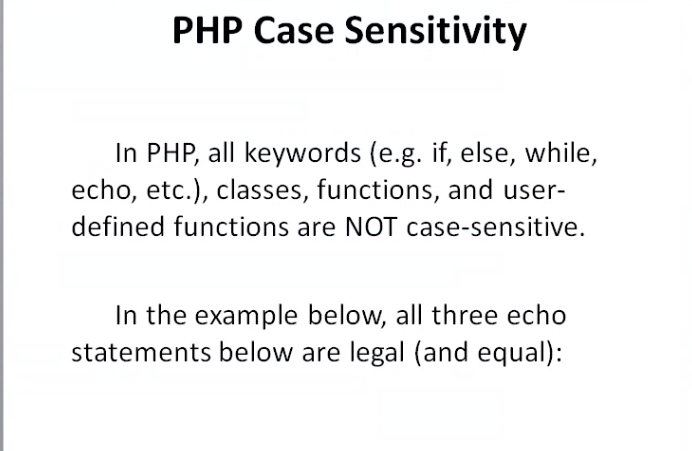 PHP Case Sensitivity
In PHP, all keywords (e.g. if, else, while,
echo, etc.), classes, functions, and user-
defined functions are NOT case-sensitive.
In the example below, all three echo
statements below are legal (and equal):